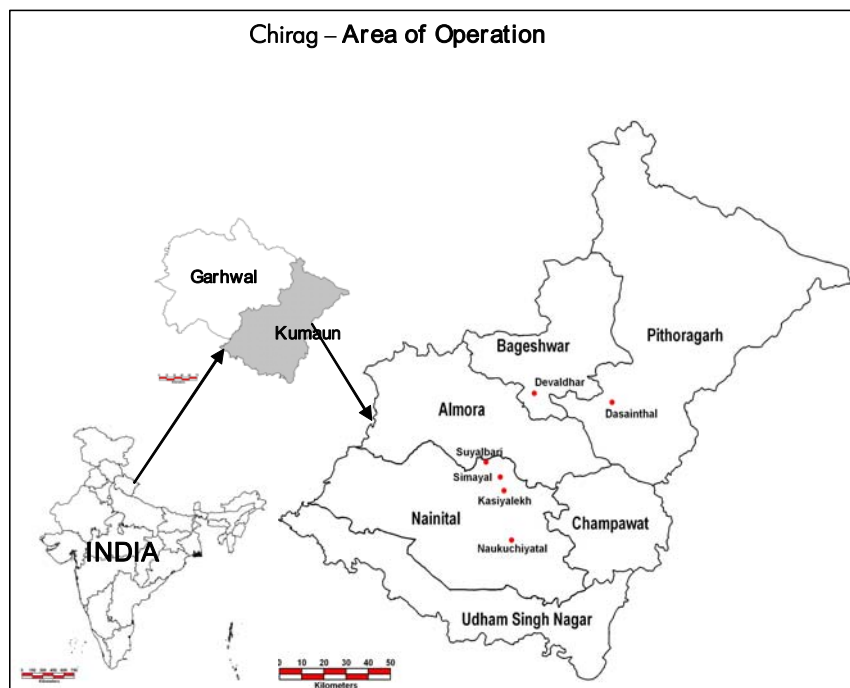 Chirag – Area of Operation
Garhwal
Kumaun
Bageshwar
Pithoragarh
Devaldhar
Dasainthal
Almora
Suyalbari
Simayal
Kasiyalekh
Nainital
Champawat
Naukuchiyatal
INDIA
Udham Singh Nagar
0 10 20 30 40 50
Kilometers